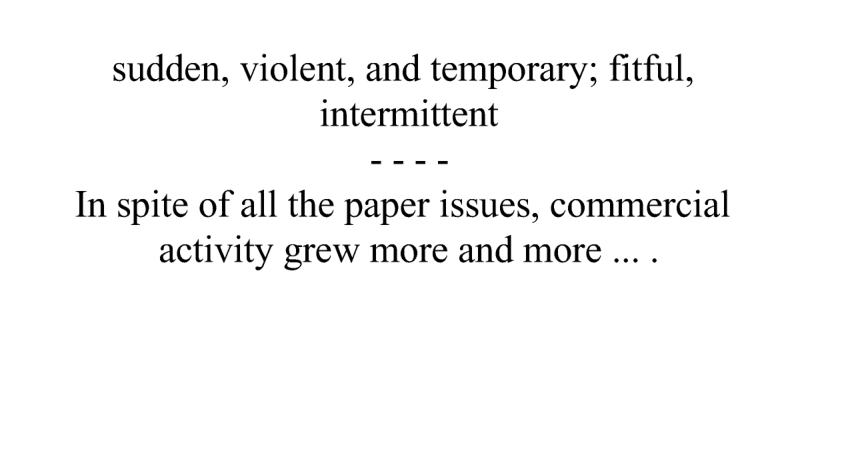 sudden, violent, and temporary; fitful,
intermittent
- - - -
In spite of all the paper issues, commercial
activity grew more and more ... .